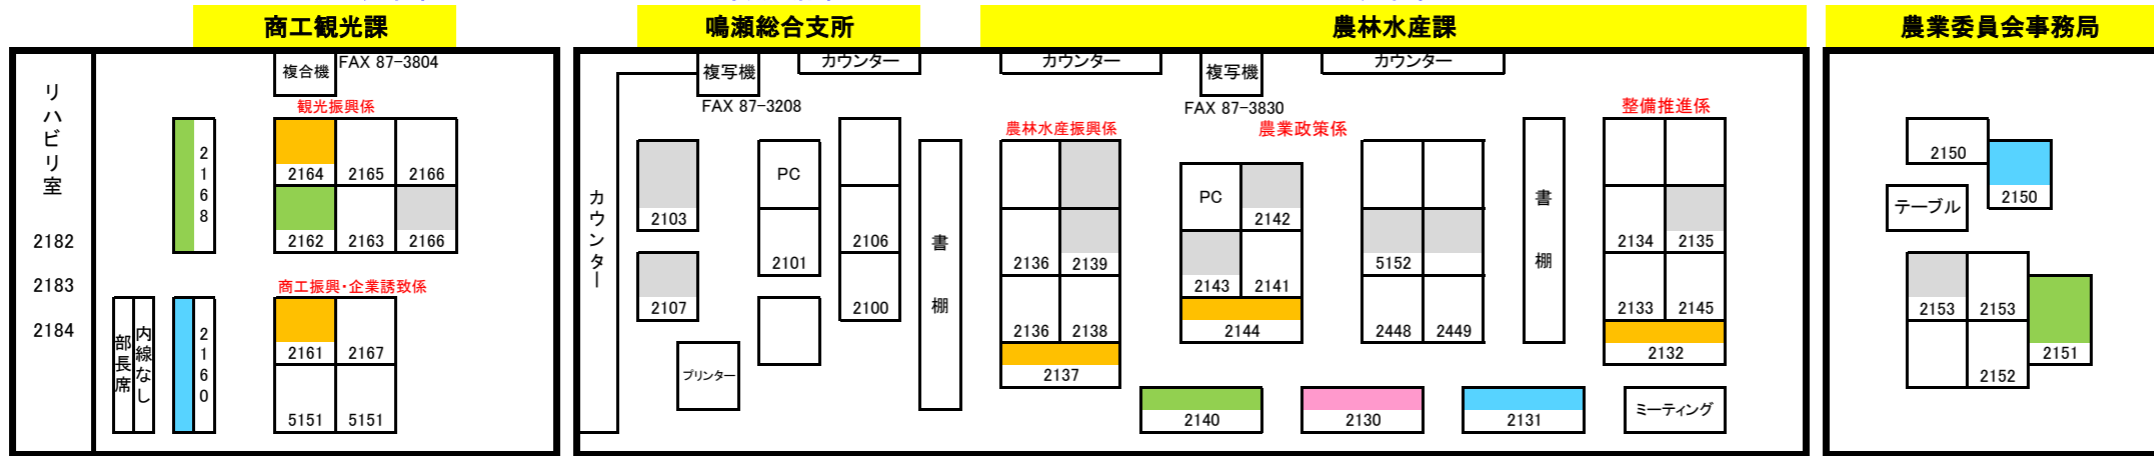 商工観光課
鳴瀬総合支所
農林水産課
農業委員会事務局
リハビリ室
2182
2183
2184
複合機
FAX 87-3804
観光振興係
2168
2164 2165 2166
2162 2163 2166
商工振興・企業誘致係
部長席
内線なし
2160
2161 2167
5151 5151
カウンター
複写機
FAX 87-3208
カウンター
2103
2107
PC
2101
2106
2100
プリンター
書棚
カウンター
複写機
FAX 87-3830
カウンター
農林水産振興係
2136 2139
2136 2138
2137
農業政策係
PC
2142
2143 2141
2144
5152
2448 2449
書棚
整備推進係
2134 2135
2133 2145
2132
2140
2130
2131
ミーティング
2150
2150
テーブル
2153 2153
2151
2152